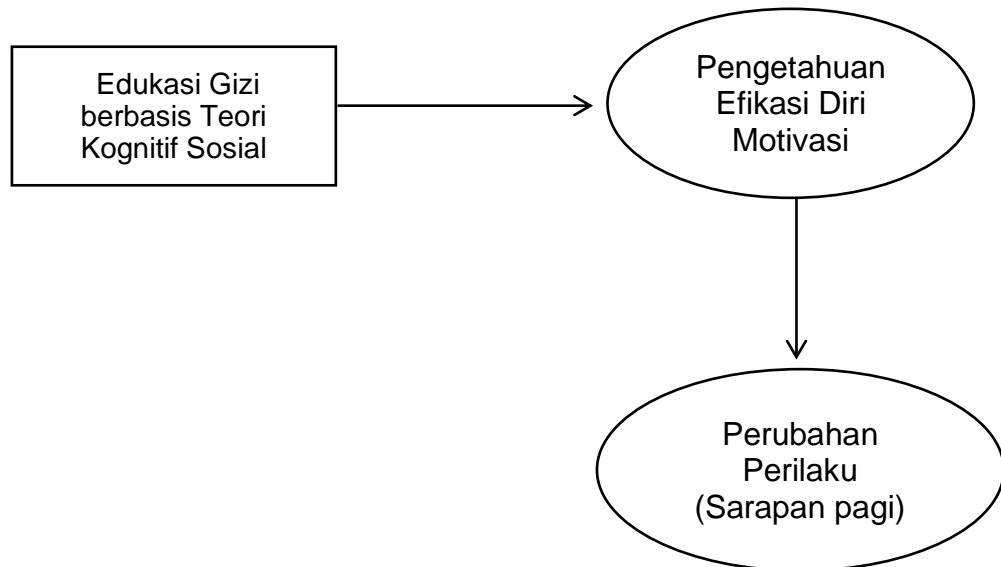 Edukasi Gizi
berbasis Teori
Kognitif Sosial
Pengetahuan
Efikasi Diri
Motivasi
Perubahan
Perilaku
(Sarapan pagi)